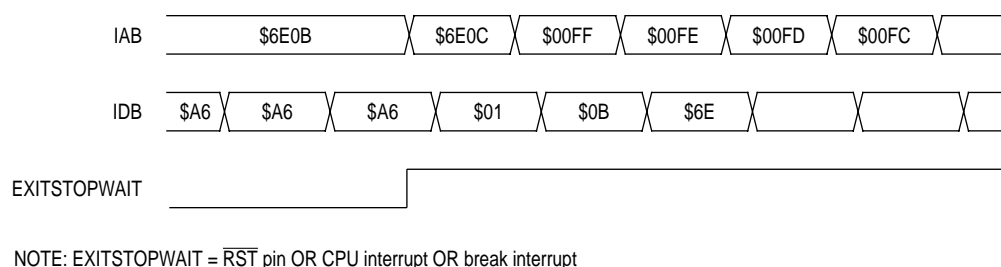 IAB $6E0B $6E0C $00FF $00FE $00FD $00FC
IDB $A6 $A6 $A6 $01 $0B $6E
EXITSTOPWAIT
NOTE: EXITSTOPWAIT = RST pin OR CPU interrupt OR break interrupt